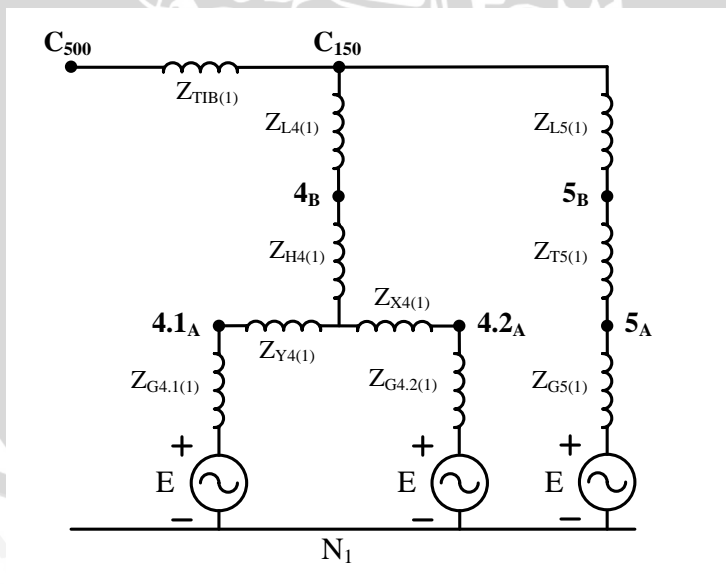 C500 C150
ZTIB(1)
ZL4(1) ZL5(1)
4B 5B
ZH4(1) ZT5(1)
ZX4(1)
4.1A 4.2A 5A
ZY4(1)
ZG4.1(1) ZG4.2(1) ZG5(1)
+ + +
E E E
− − −
N1